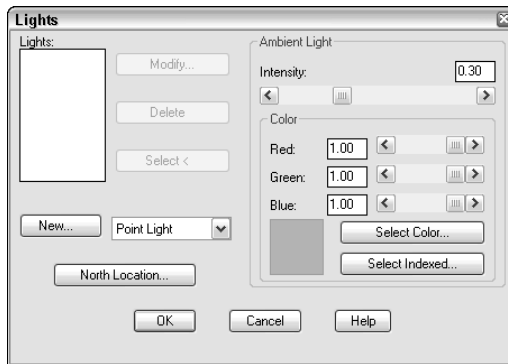 Lights
Lights:
Modify...
Delete
Select <
New...
Point Light
North Location...
Ambient Light
Intensity:
0.30
Color
Red:
1.00
Green:
1.00
Blue:
1.00
Select Color...
Select Indexed...
OK
Cancel
Help